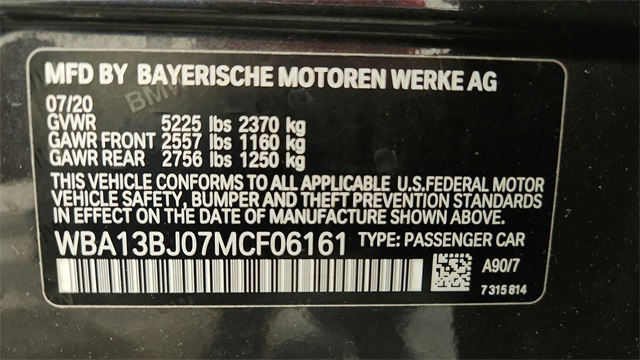 MFD BY BAYERISCHE MOTOREN WERKE AG
07/20
GVWR 5225 lbs 2370 kg
GAWR FRONT 2557 lbs 1160 kg
GAWR REAR 2756 lbs 1250 kg
THIS VEHICLE CONFORMS TO ALL APPLICABLE U.S.FEDERAL MOTOR
VEHICLE SAFETY, BUMPER AND THEFT PREVENTION STANDARDS
IN EFFECT ON THE DATE OF MANUFACTURE SHOWN ABOVE.
WBA13BJ07MCF06161 TYPE: PASSENGER CAR
A90/7
7 315 814